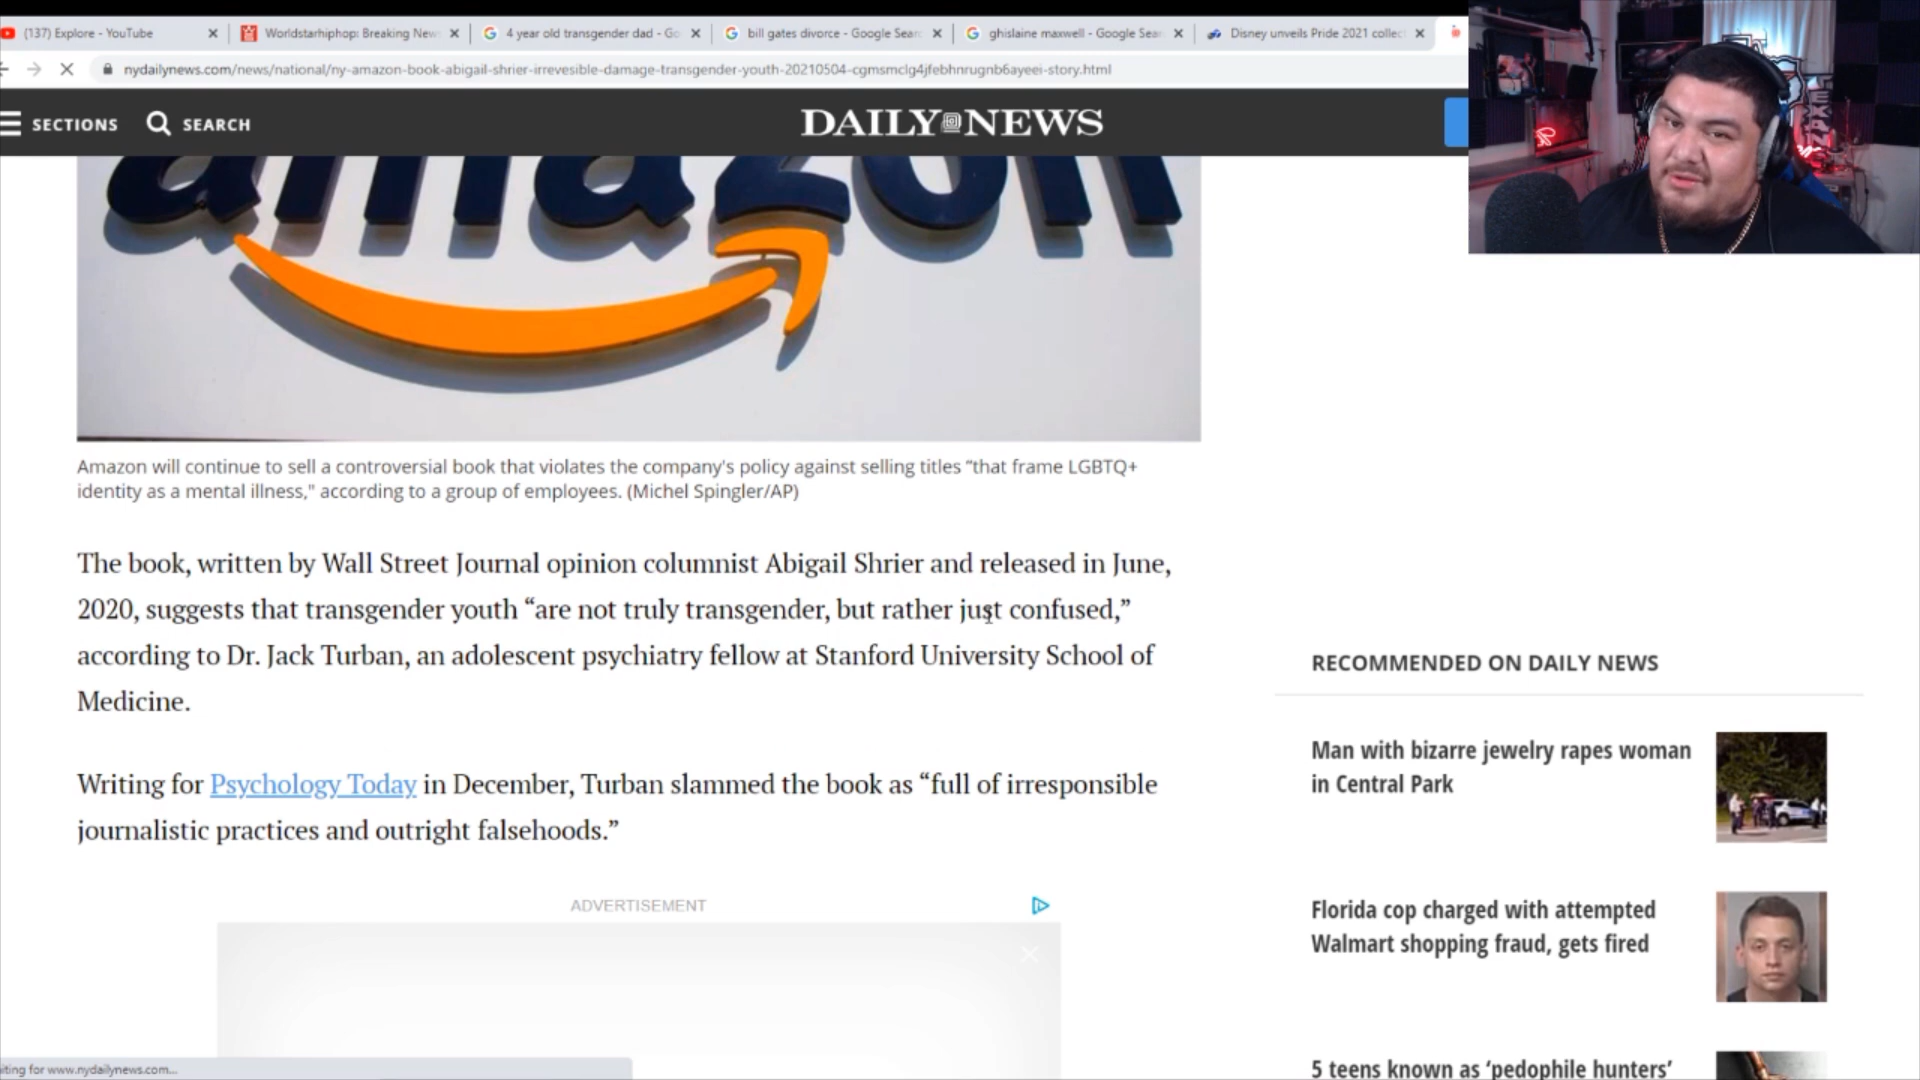 (137) Explore - YouTube
Worldstarhiphop: Breaking New
4 year old transgender dad - Go
bill gates divorce - Google Sear
ghislaine maxwell - Google Sear
Disney unveils Pride 2021 collec
nydailynews.com/news/national/ny-amazon-book-abigail-shrier-irrevesible-damage-transgender-youth-20210504-cgmsmclg4jfebhnrugnb6ayeei-story.html
SECTIONS
SEARCH
DAILY NEWS
amazon
Amazon will continue to sell a controversial book that violates the company's policy against selling titles "that frame LGBTQ+
identity as a mental illness," according to a group of employees. (Michel Spingler/AP)
The book, written by Wall Street Journal opinion columnist Abigail Shrier and released in June,
2020, suggests that transgender youth “are not truly transgender, but rather just confused,”
according to Dr. Jack Turban, an adolescent psychiatry fellow at Stanford University School of
Medicine.
Writing for Psychology Today in December, Turban slammed the book as “full of irresponsible
journalistic practices and outright falsehoods.”
ADVERTISEMENT
RECOMMENDED ON DAILY NEWS
Man with bizarre jewelry rapes woman
in Central Park
Florida cop charged with attempted
Walmart shopping fraud, gets fired
5 teens known as ‘pedophile hunters’
iting for www.nydailynews.com...